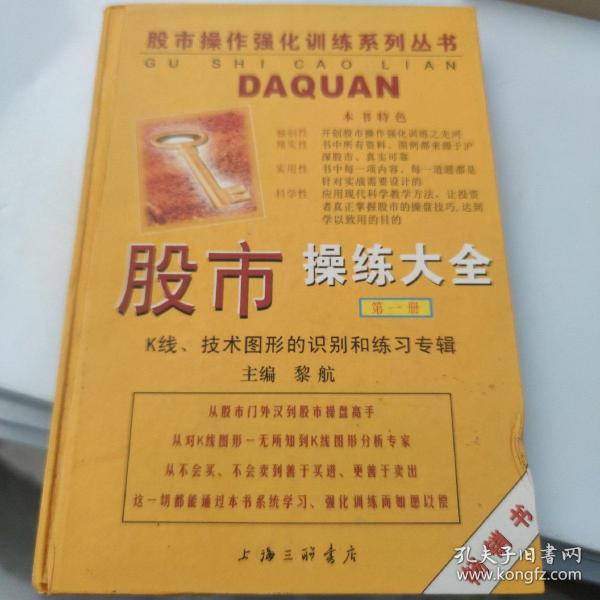 股市操作强化训练系列丛书
GU SHI CAO LIAN
DAQUAN
本书特色
独创性 开创股市操作强化训练之先河
翔实性 书中所有资料、图例都来源于沪
深股市、真实可靠
实用性 书中每一项内容、每一道题都是
针对实战需要设计的
科学性 应用现代科学教学方法，让投资
者真正掌握股市的操盘技巧,达到
学以致用的目的
股市操练大全
第一册
K线、技术图形的识别和练习专辑
主编 黎航
从股市门外汉到股市操盘高手
从对K线图形一无所知到K线图形分析专家
从不会买、不会卖到善于买进、更善于卖出
这一切都能通过本书系统学习、强化训练而如愿以偿
畅销书
上海三联书店
孔夫子旧书网
www.kongfz.com